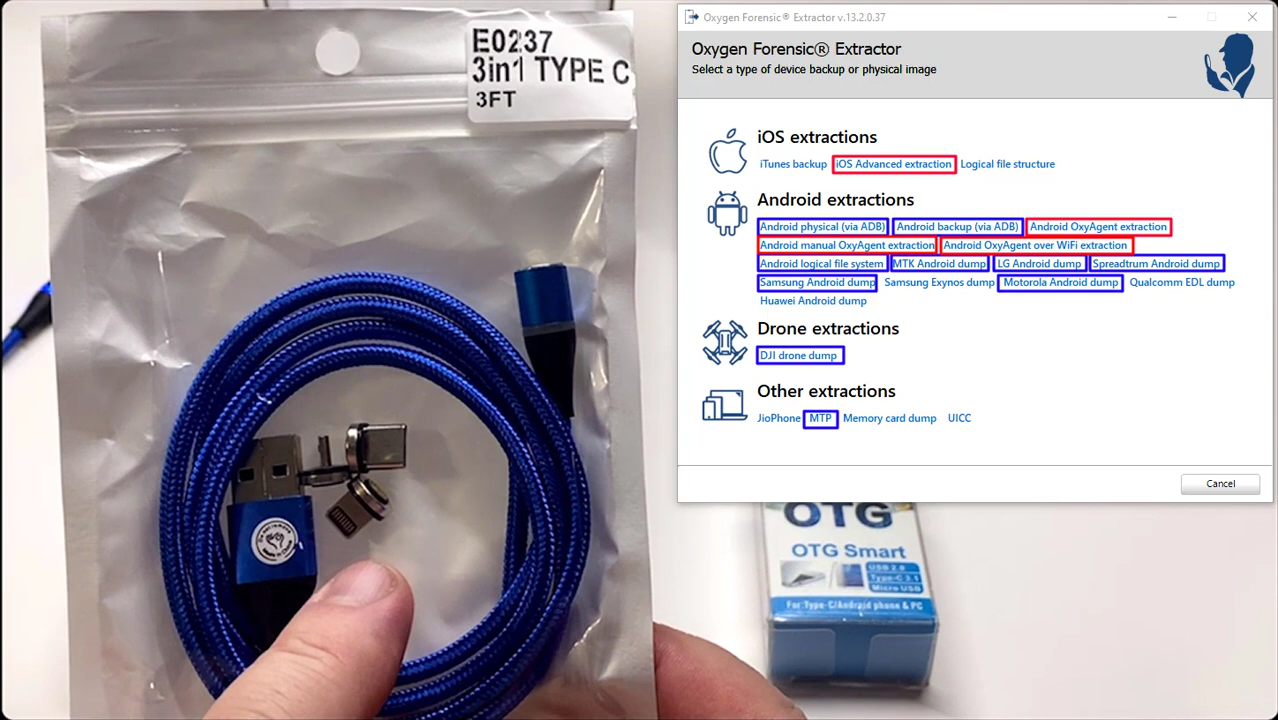 E0237
3in1 TYPE C
3FT
Oxygen Forensic® Extractor v.13.2.0.37
Oxygen Forensic® Extractor
Select a type of device backup or physical image
iOS extractions
iTunes backup iOS Advanced extraction Logical file structure
Android extractions
Android physical (via ADB) Android backup (via ADB) Android OxyAgent extraction
Android manual OxyAgent extraction Android OxyAgent over WiFi extraction
Android logical file system MTK Android dump LG Android dump Spreadtrum Android dump
Samsung Android dump Samsung Exynos dump Motorola Android dump Qualcomm EDL dump
Huawei Android dump
Drone extractions
DJI drone dump
Other extractions
JioPhone MTP Memory card dump UICC
Cancel
OTG
OTG Smart
USB 2.0
Type-C 3.1
Micro USB
For Type-C/Android phone & PC